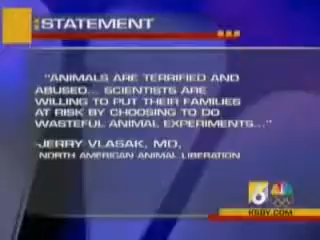 STATEMENT
"ANIMALS ARE TERRIFIED AND
ABUSED... SCIENTISTS ARE
WILLING TO PUT THEIR FAMILIES
AT RISK BY CHOOSING TO DO
WASTEFUL ANIMAL EXPERIMENTS..."
-JERRY VLASAK, MD,
NORTH AMERICAN ANIMAL LIBERATION
6
KSBY.COM